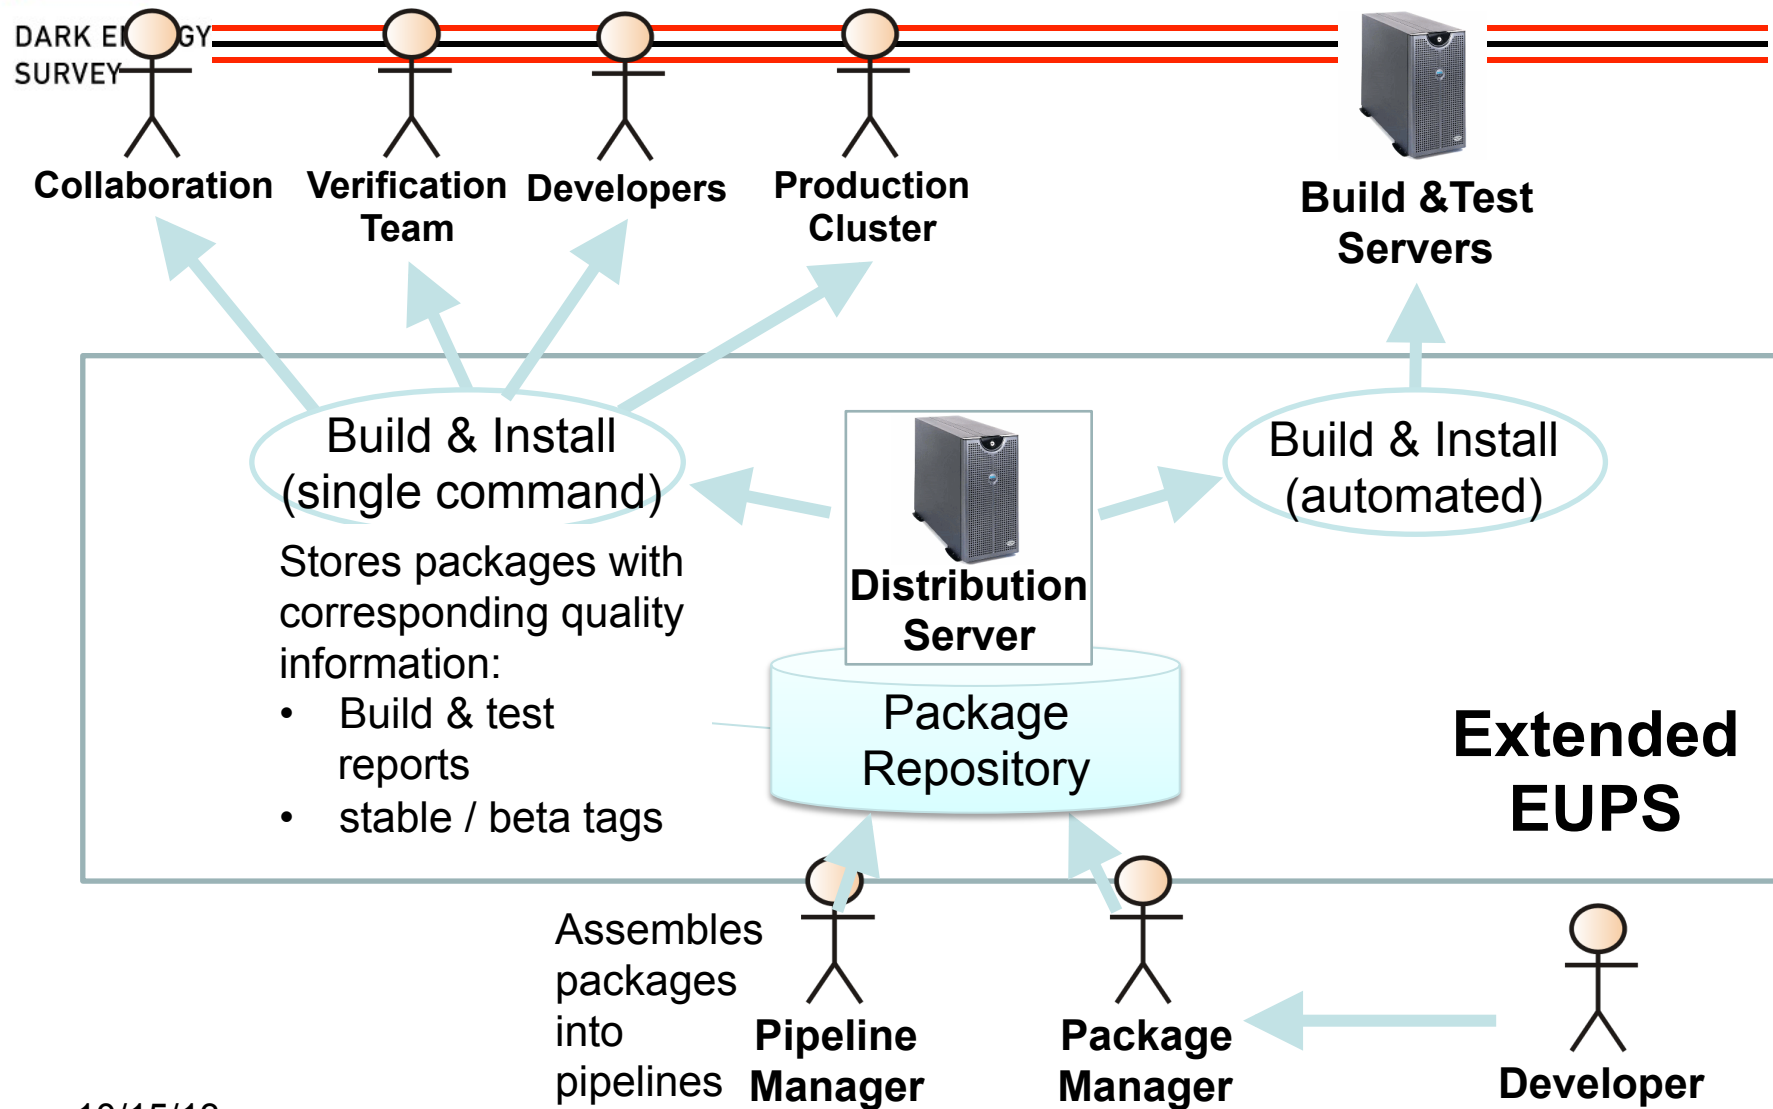 DARK E GY
SURVEY
Collaboration
Verification
Team
Developers
Production
Cluster
Build &Test
Servers
Build & Install
(single command)
Build & Install
(automated)
Stores packages with
corresponding quality
information:
• Build & test
reports
• stable / beta tags
Distribution
Server
Package
Repository
Extended
EUPS
Assembles
packages
into
pipelines
Pipeline
Manager
Package
Manager
Developer